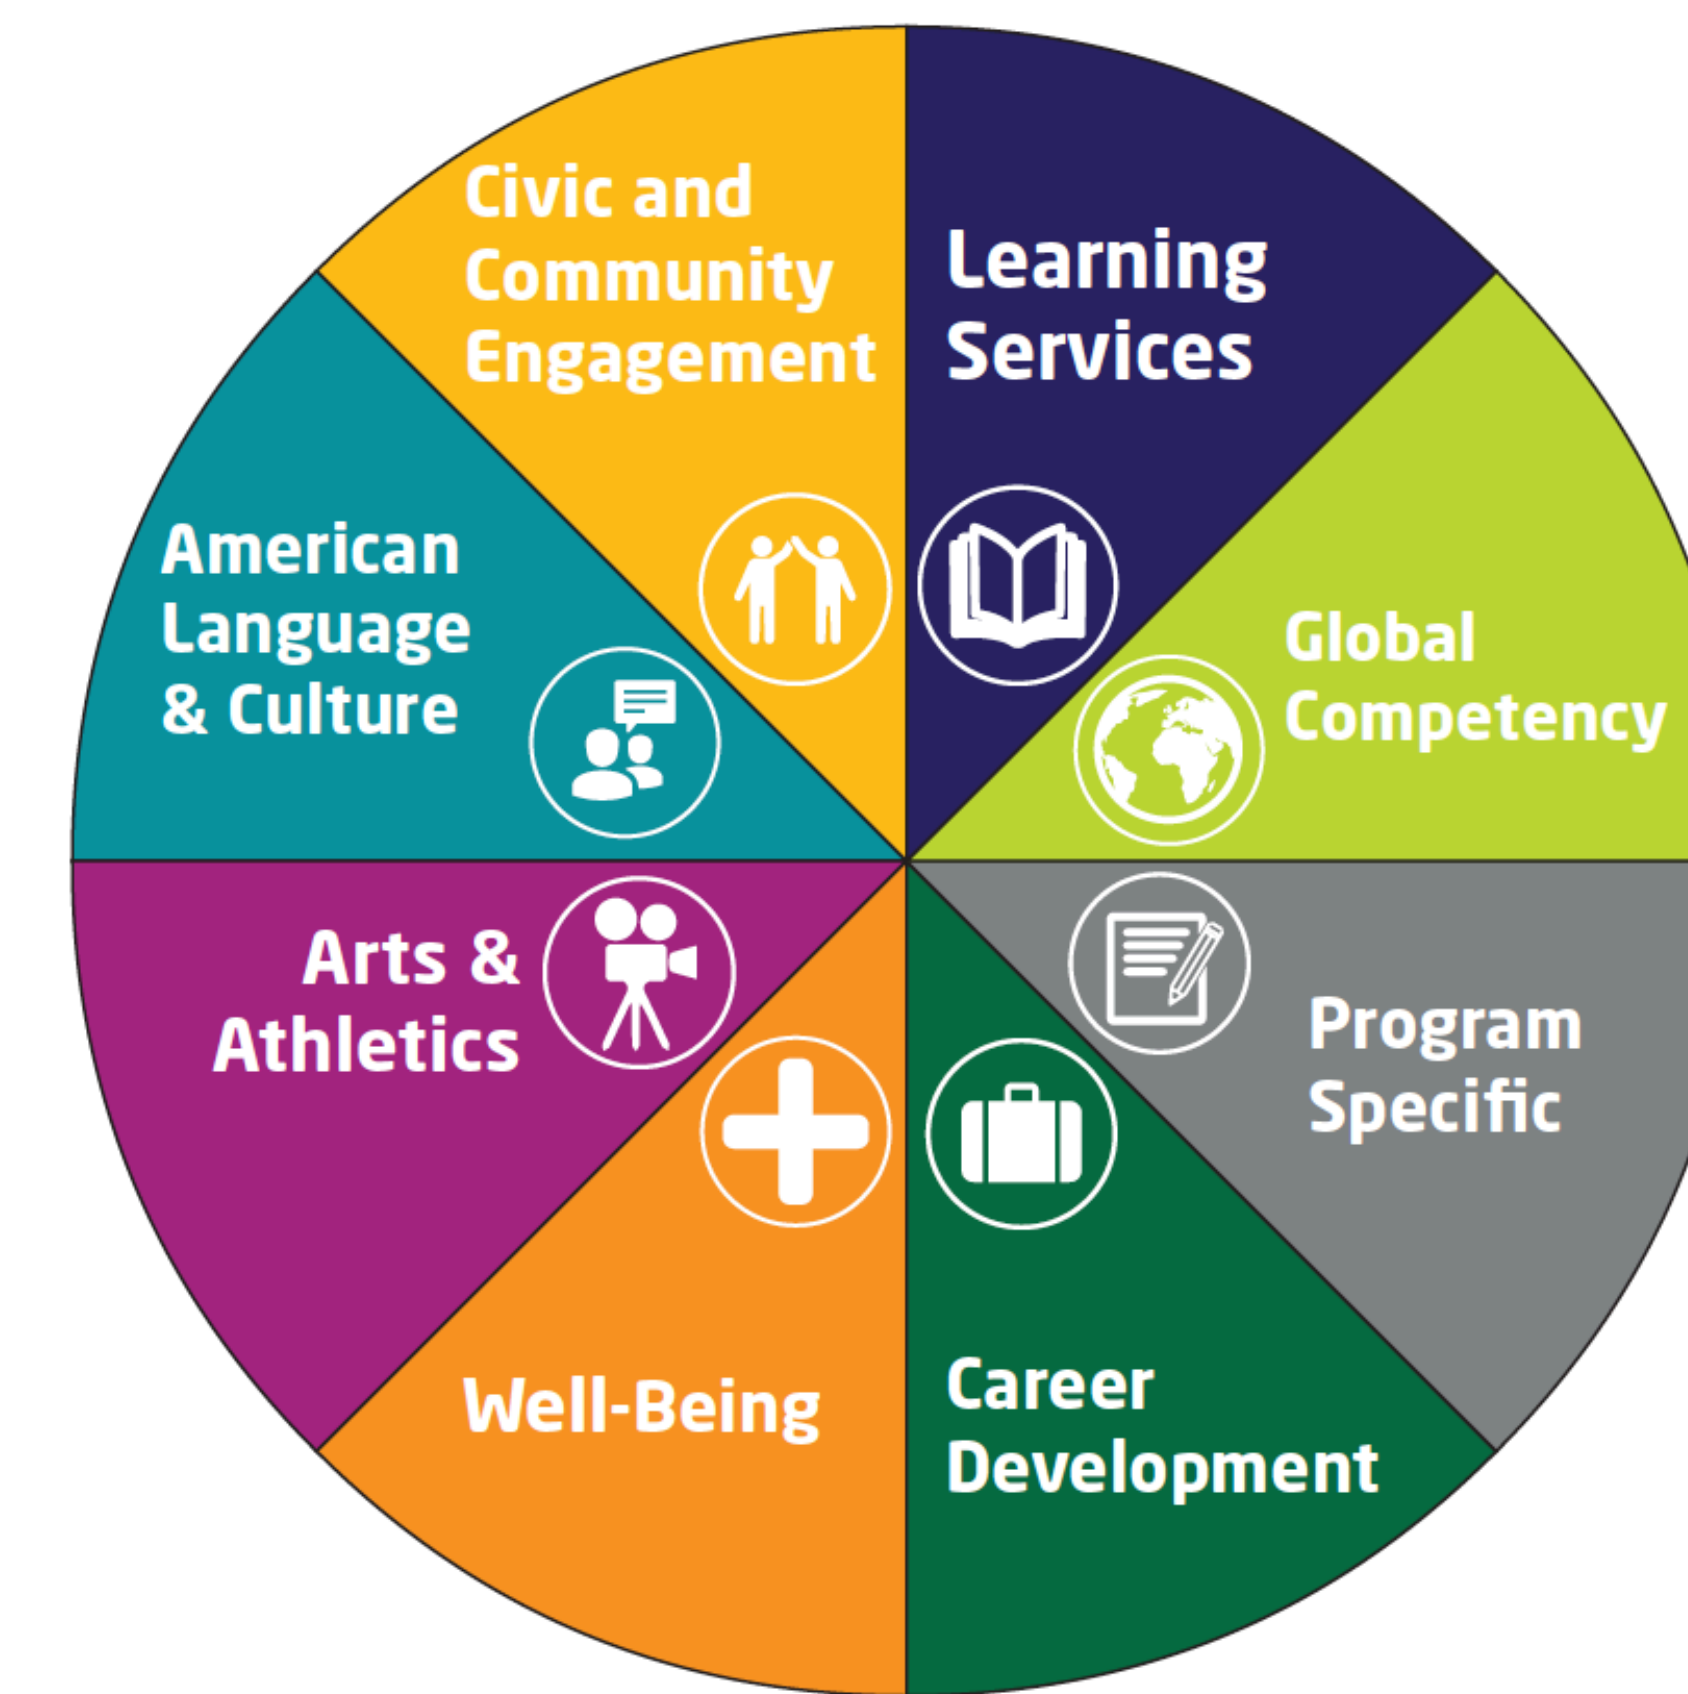 Civic and
Community
Engagement
Learning
Services
American
Language
& Culture
Global
Competency
Arts &
Athletics
Program
Specific
Well-Being
Career
Development